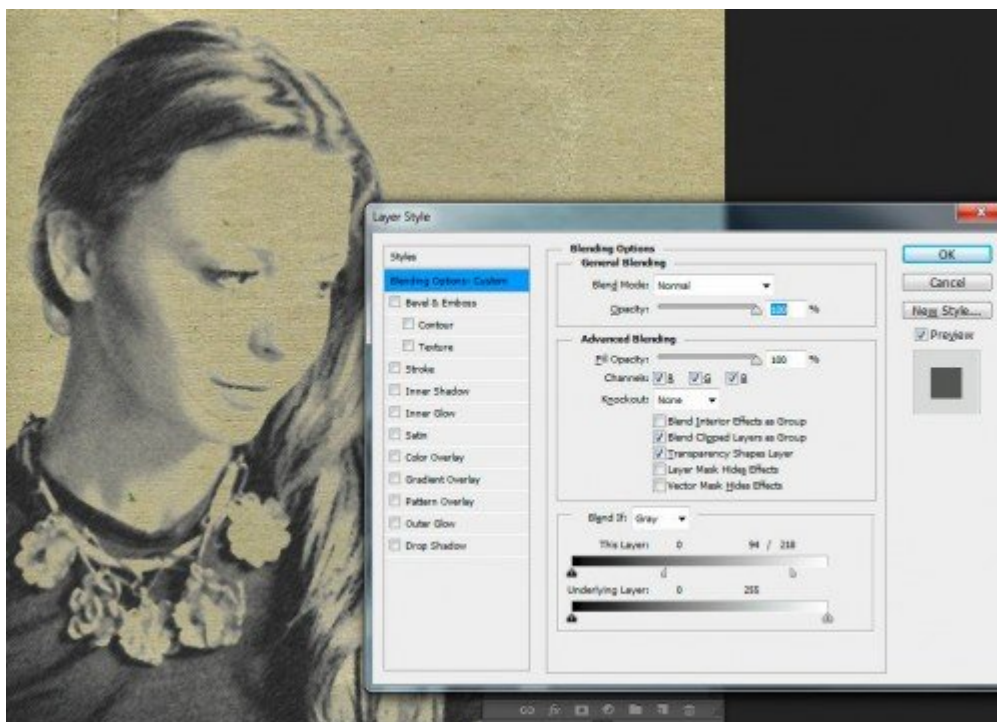 Layer Style
Styles
Blending Options: Custom
Bevel & Emboss
Contour
Texture
Stroke
Inner Shadow
Inner Glow
Satin
Color Overlay
Gradient Overlay
Pattern Overlay
Outer Glow
Drop Shadow
Blending Options
General Blending
Blend Mode: Normal
Opacity: 100 %
Advanced Blending
Fill Opacity: 100 %
Channels: R G B
Knockout: None
Blend Interior Effects as Group
Blend Clipped Layers as Group
Transparency Shapes Layer
Layer Mask Hides Effects
Vector Mask Hides Effects
Blend If: Gray
This Layer: 0 94 / 218
Underlying Layer: 0 255
OK
Cancel
New Style...
Preview
fx